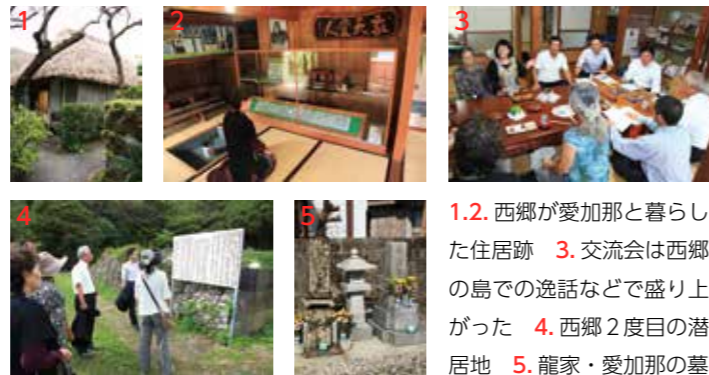 1
2
3
4
5
1.2. 西郷が愛加那と暮らし
た住居跡　3. 交流会は西郷
の島での逸話などで盛り上
がった　4. 西郷２度目の潜
居地　5. 龍家・愛加那の墓